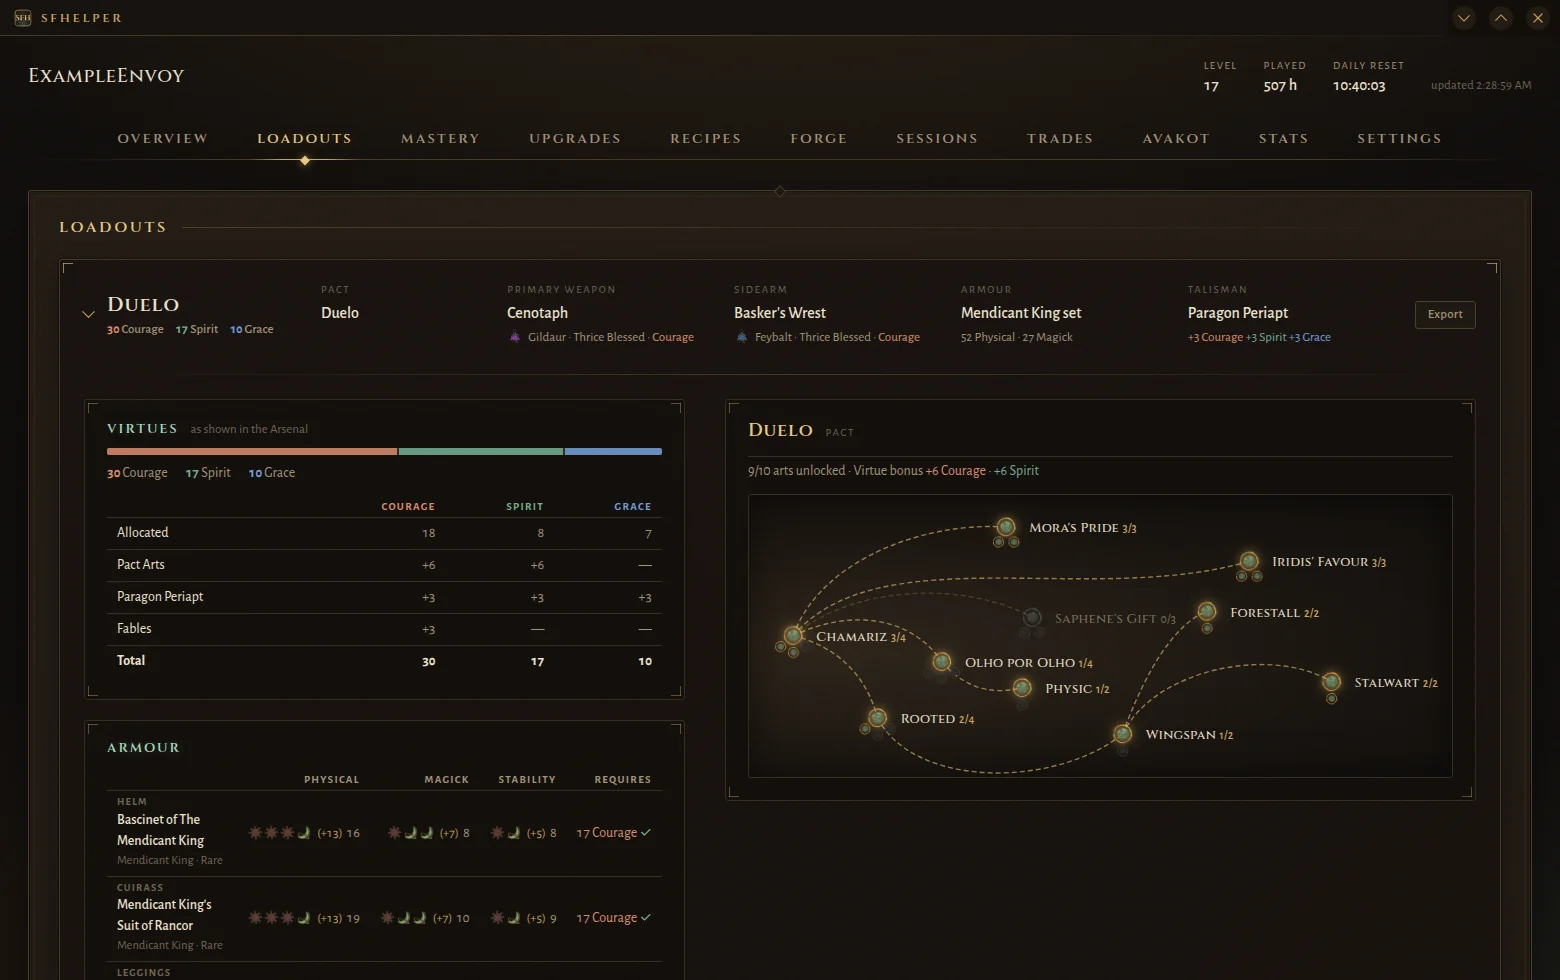 SFH SFHELPER
ExampleEnvoy
LEVEL PLAYED DAILY RESET
17 507 h 10:40:03 updated 2:28:59 AM
OVERVIEW LOADOUTS MASTERY UPGRADES RECIPES FORGE SESSIONS TRADES AVAKOT STATS SETTINGS
LOADOUTS
DUELO
30 Courage 17 Spirit 10 Grace
PACT
Duelo
PRIMARY WEAPON
Cenotaph
Gildaur · Thrice Blessed · Courage
SIDEARM
Basker's Wrest
Feybalt · Thrice Blessed · Courage
ARMOUR
Mendicant King set
52 Physical · 27 Magick
TALISMAN
Paragon Periapt
+3 Courage +3 Spirit +3 Grace
Export
VIRTUES as shown in the Arsenal
30 Courage 17 Spirit 10 Grace
COURAGE SPIRIT GRACE
Allocated 18 8 7
Pact Arts +6 +6 —
Paragon Periapt +3 +3 +3
Fables +3 — —
Total 30 17 10
ARMOUR
PHYSICAL MAGICK STABILITY REQUIRES
HELM
Bascinet of The
Mendicant King
(+13) 16 (+7) 8 (+5) 8 17 Courage ✓
Mendicant King · Rare
CUIRASS
Mendicant King's
Suit of Rancor
(+13) 19 (+7) 10 (+5) 9 17 Courage ✓
Mendicant King · Rare
LEGGINGS
DUELO PACT
9/10 arts unlocked · Virtue bonus +6 Courage · +6 Spirit
MORA'S PRIDE 3/3
IRIDIS' FAVOUR 3/3
SAPHENE'S GIFT 0/3
FORESTALL 2/2
CHAMARIZ 3/4
OLHO POR OLHO 1/4
PHYSIC 1/2
STALWART 2/2
ROOTED 2/4
WINGSPAN 1/2